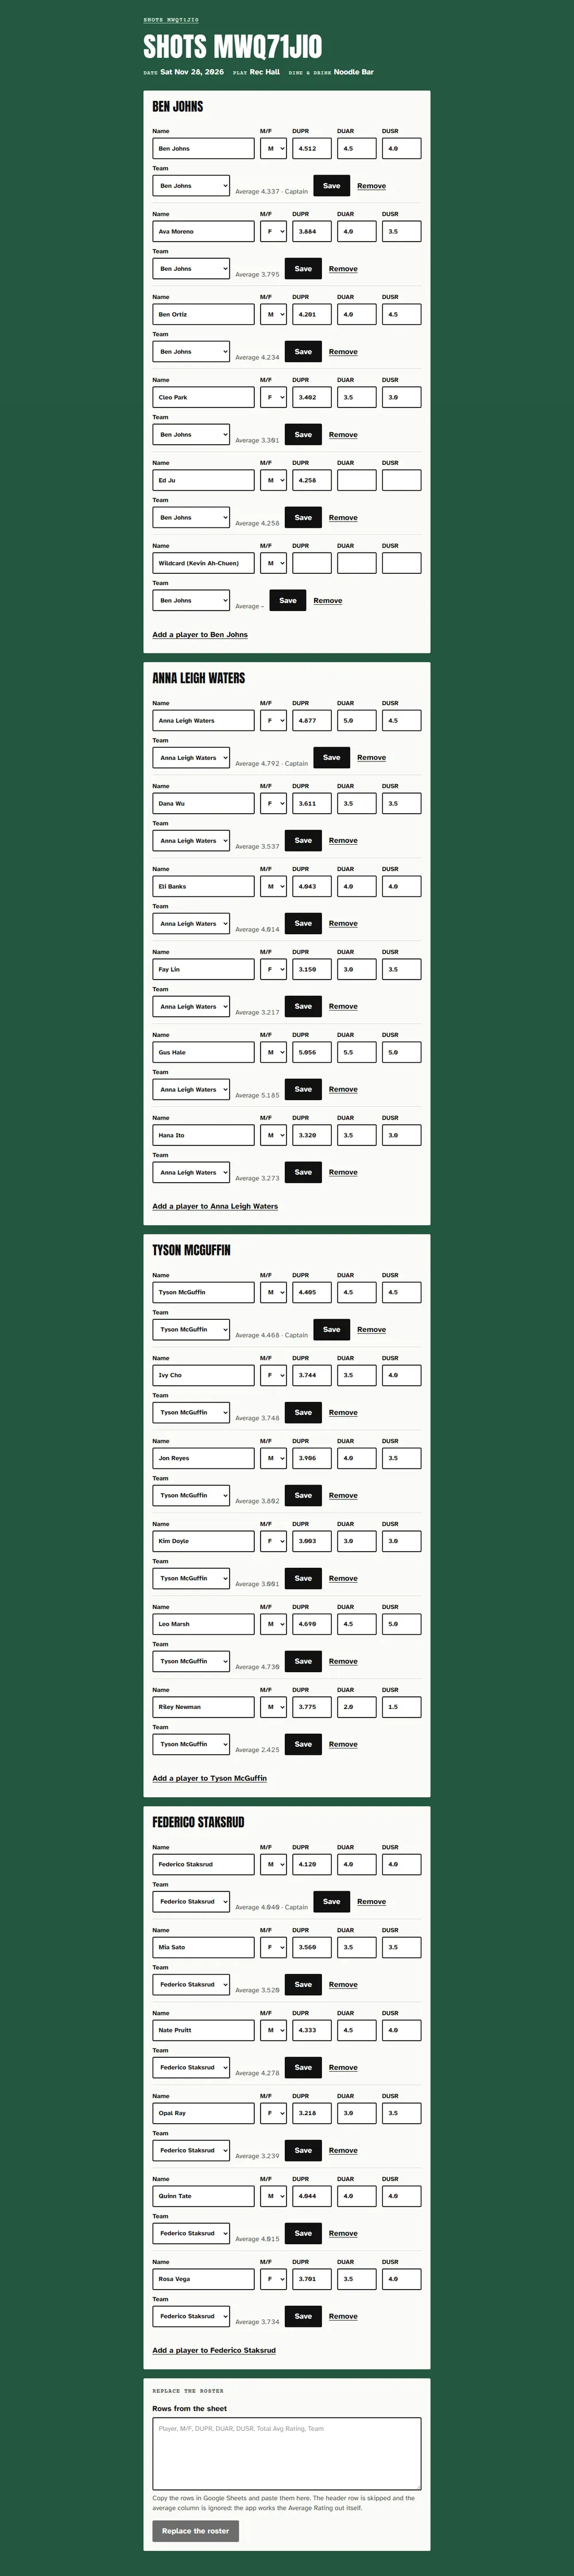 SHOTS MWQ71JIO
SHOTS MWQ71JIO
DATE Sat Nov 28, 2026 PLAY Rec Hall DINE & DRINK Noodle Bar
BEN JOHNS
Name M/F DUPR DUAR DUSR
Ben Johns M 4.512 4.5 4.0
Team
Ben Johns Average 4.337 · Captain Save Remove
Name M/F DUPR DUAR DUSR
Ava Moreno F 3.884 4.0 3.5
Team
Ben Johns Average 3.795 Save Remove
Name M/F DUPR DUAR DUSR
Ben Ortiz M 4.201 4.0 4.5
Team
Ben Johns Average 4.234 Save Remove
Name M/F DUPR DUAR DUSR
Cleo Park F 3.402 3.5 3.0
Team
Ben Johns Average 3.301 Save Remove
Name M/F DUPR DUAR DUSR
Ed Ju M 4.258
Team
Ben Johns Average 4.258 Save Remove
Name M/F DUPR DUAR DUSR
Wildcard (Kevin Ah-Chuen) M
Team
Ben Johns Average – Save Remove
Add a player to Ben Johns
ANNA LEIGH WATERS
Name M/F DUPR DUAR DUSR
Anna Leigh Waters F 4.877 5.0 4.5
Team
Anna Leigh Waters Average 4.792 · Captain Save Remove
Name M/F DUPR DUAR DUSR
Dana Wu F 3.611 3.5 3.5
Team
Anna Leigh Waters Average 3.537 Save Remove
Name M/F DUPR DUAR DUSR
Eli Banks M 4.043 4.0 4.0
Team
Anna Leigh Waters Average 4.014 Save Remove
Name M/F DUPR DUAR DUSR
Fay Lin F 3.150 3.0 3.5
Team
Anna Leigh Waters Average 3.217 Save Remove
Name M/F DUPR DUAR DUSR
Gus Hale M 5.056 5.5 5.0
Team
Anna Leigh Waters Average 5.185 Save Remove
Name M/F DUPR DUAR DUSR
Hana Ito M 3.320 3.5 3.0
Team
Anna Leigh Waters Average 3.273 Save Remove
Add a player to Anna Leigh Waters
TYSON MCGUFFIN
Name M/F DUPR DUAR DUSR
Tyson McGuffin M 4.405 4.5 4.5
Team
Tyson McGuffin Average 4.468 · Captain Save Remove
Name M/F DUPR DUAR DUSR
Ivy Cho F 3.744 3.5 4.0
Team
Tyson McGuffin Average 3.748 Save Remove
Name M/F DUPR DUAR DUSR
Jon Reyes M 3.906 4.0 3.5
Team
Tyson McGuffin Average 3.802 Save Remove
Name M/F DUPR DUAR DUSR
Kim Doyle F 3.003 3.0 3.0
Team
Tyson McGuffin Average 3.001 Save Remove
Name M/F DUPR DUAR DUSR
Leo Marsh M 4.690 4.5 5.0
Team
Tyson McGuffin Average 4.730 Save Remove
Name M/F DUPR DUAR DUSR
Riley Newman M 3.775 2.0 1.5
Team
Tyson McGuffin Average 2.425 Save Remove
Add a player to Tyson McGuffin
FEDERICO STAKSRUD
Name M/F DUPR DUAR DUSR
Federico Staksrud M 4.120 4.0 4.0
Team
Federico Staksrud Average 4.040 · Captain Save Remove
Name M/F DUPR DUAR DUSR
Mia Sato F 3.560 3.5 3.5
Team
Federico Staksrud Average 3.520 Save Remove
Name M/F DUPR DUAR DUSR
Nate Pruitt M 4.333 4.5 4.0
Team
Federico Staksrud Average 4.278 Save Remove
Name M/F DUPR DUAR DUSR
Opal Ray F 3.218 3.0 3.5
Team
Federico Staksrud Average 3.239 Save Remove
Name M/F DUPR DUAR DUSR
Quinn Tate M 4.044 4.0 4.0
Team
Federico Staksrud Average 4.015 Save Remove
Name M/F DUPR DUAR DUSR
Rosa Vega F 3.701 3.5 4.0
Team
Federico Staksrud Average 3.734 Save Remove
Add a player to Federico Staksrud
REPLACE THE ROSTER
Rows from the sheet
Player, M/F, DUPR, DUAR, DUSR, Total Avg Rating, Team
Copy the rows in Google Sheets and paste them here. The header row is skipped and the
average column is ignored: the app works the Average Rating out itself.
Replace the roster